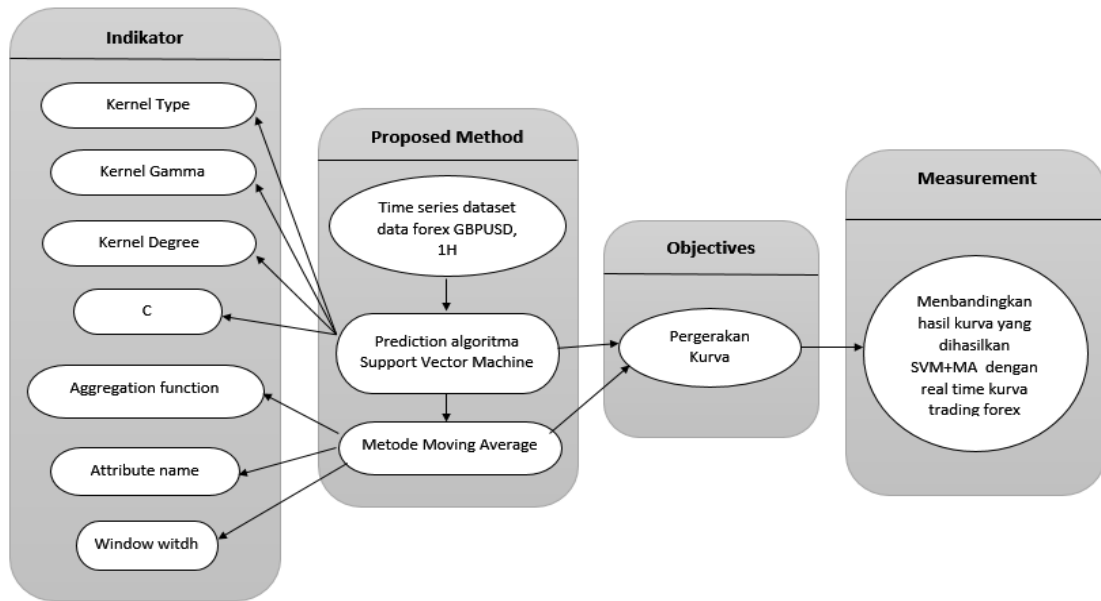 Indikator
Kernel Type
Kernel Gamma
Kernel Degree
C
Aggregation function
Attribute name
Window witdh
Proposed Method
Time series dataset
data forex GBPUSD,
1H
Prediction algoritma
Support Vector Machine
Metode Moving Average
Objectives
Pergerakan
Kurva
Measurement
Menbandingkan
hasil kurva yang
dihasilkan
SVM+MA dengan
real time kurva
trading forex